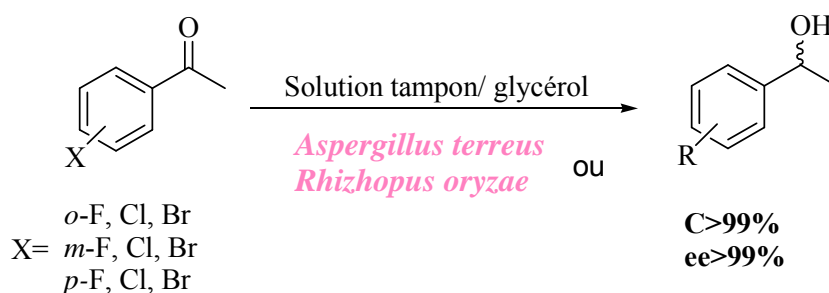 O
OH
Solution tampon/ glycérol
X
Aspergillus terreus
ou
Rhizhopus oryzae
R
o-F, Cl, Br
X= m-F, Cl, Br
p-F, Cl, Br
C>99%
ee>99%